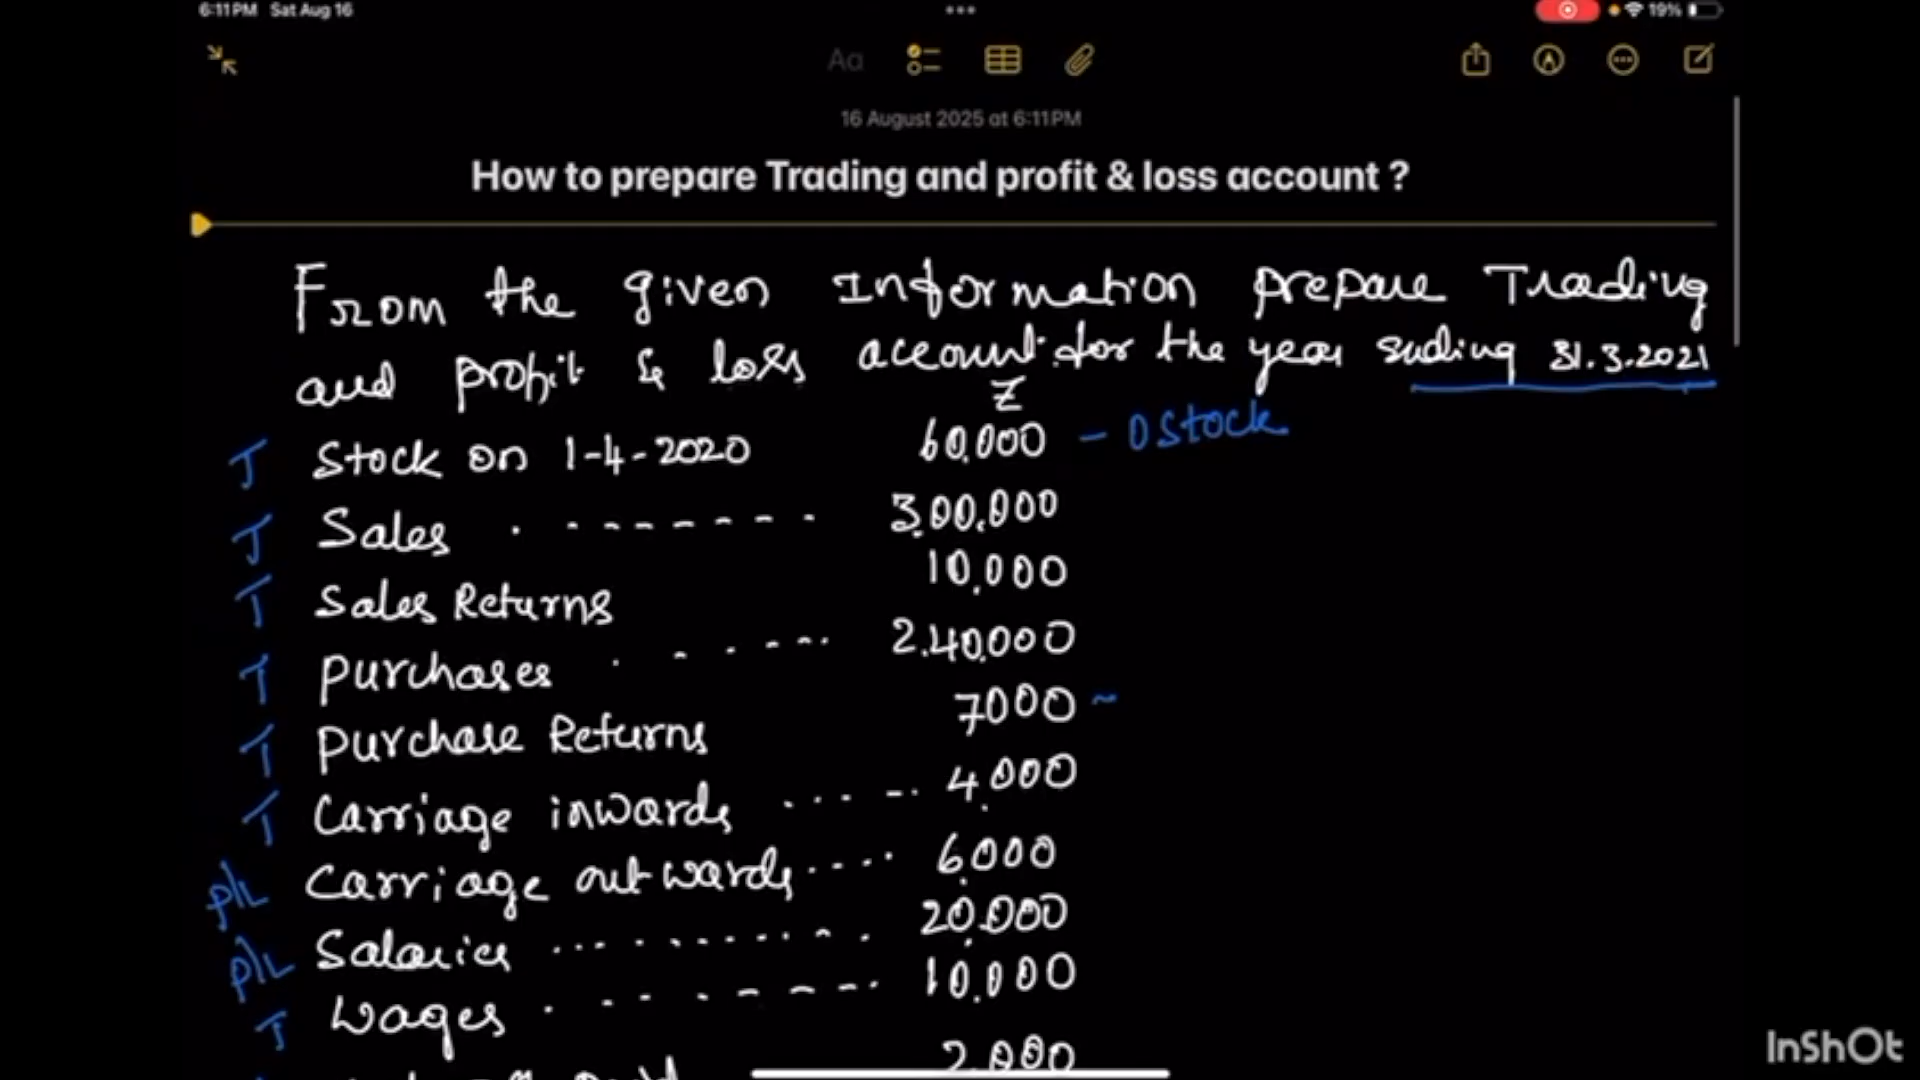 6:11 PM Sat Aug 16
19%
Aa
16 August 2025 at 6:11 PM
How to prepare Trading and profit & loss account ?
From the given Information prepare Trading
and profit & loss account for the year ending 31.3.2021
₹
T Stock on 1-4-2020 60,000 - O Stock
T Sales 3,00,000
T Sales Returns 10,000
T Purchases 2,40,000
T Purchase Returns 7000 -
T Carriage inwards 4,000
P/L Carriage outwards 6,000
P/L Salaries 20,000
T Wages 10,000
2,000
InShOt